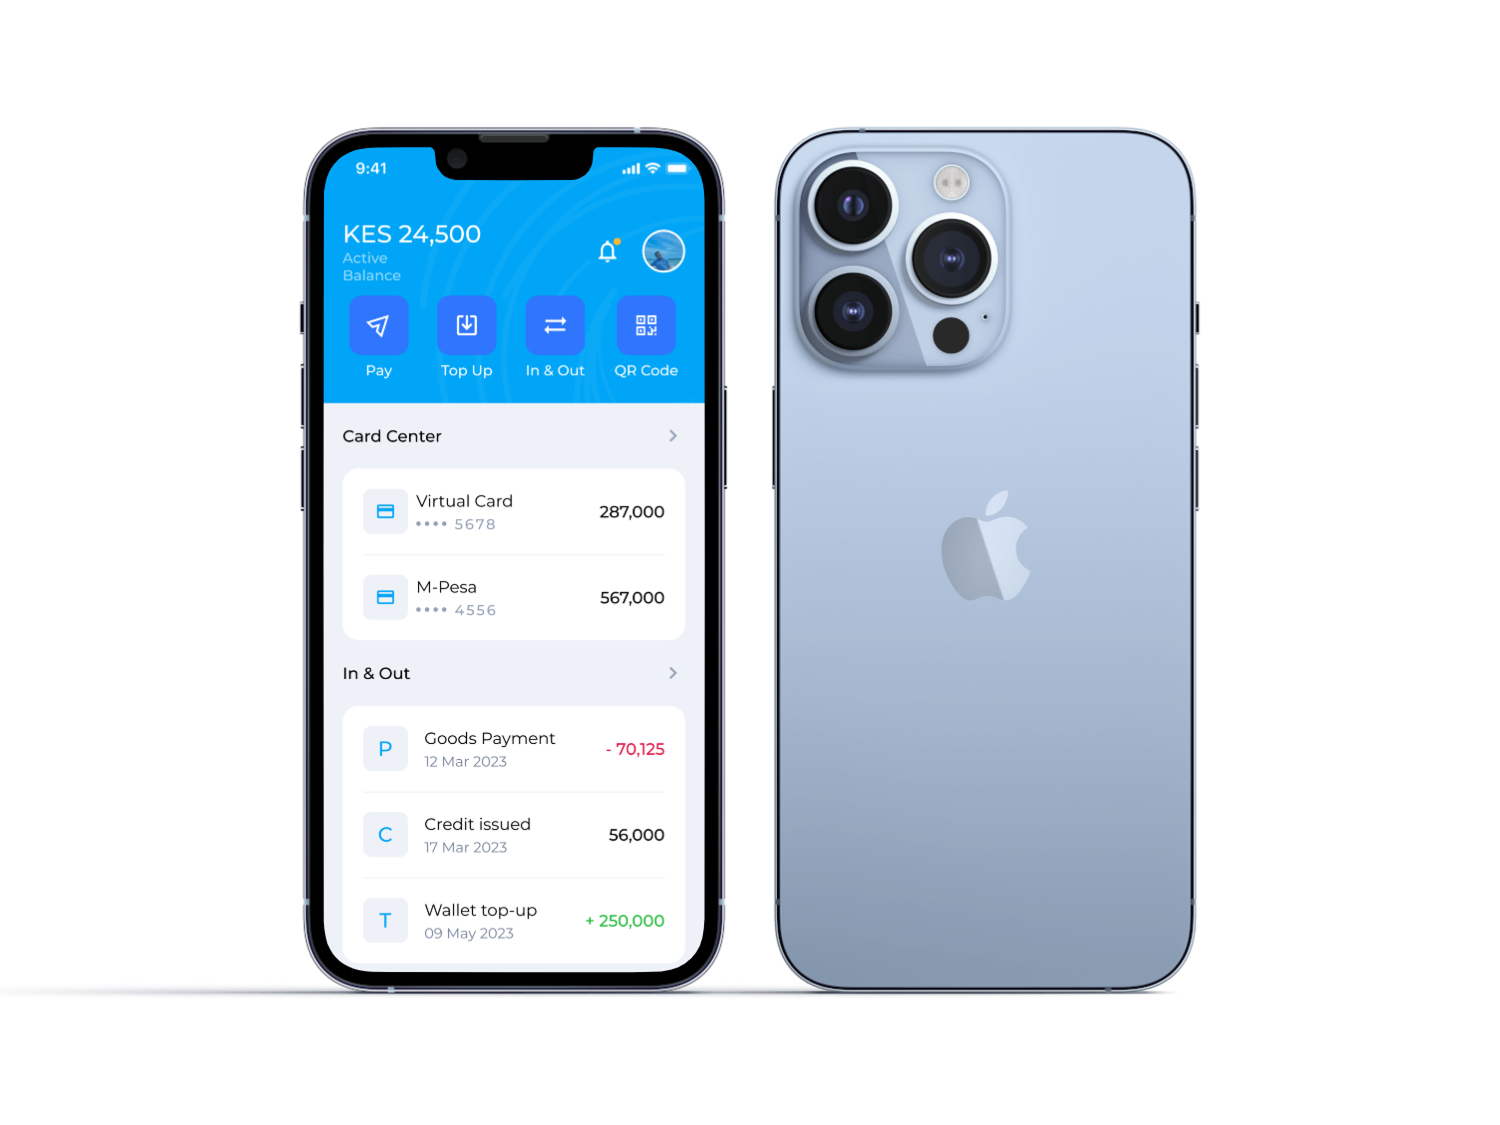 9:41
KES 24,500
Active
Balance
Pay
Top Up
In & Out
QR Code
Card Center
Virtual Card
•••• 5678
287,000
M-Pesa
•••• 4556
567,000
In & Out
P
Goods Payment
12 Mar 2023
- 70,125
C
Credit issued
17 Mar 2023
56,000
T
Wallet top-up
09 May 2023
+ 250,000